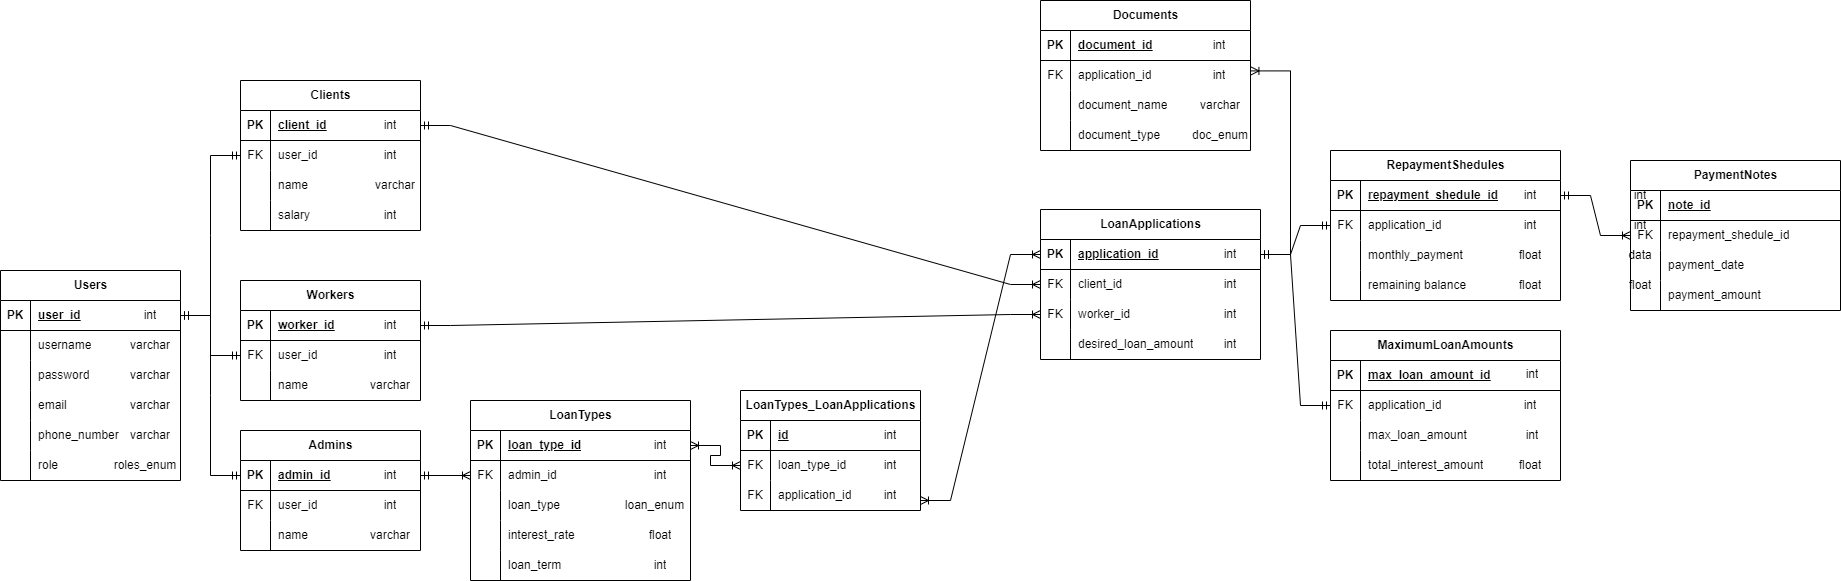 Documents
PK document_id int
FK application_id int
document_name varchar
document_type doc_enum
Clients
PK client_id int
FK user_id int
name varchar
salary int
RepaymentShedules
PK repayment_shedule_id int
FK application_id int
monthly_payment float
remaining balance float
PaymentNotes
PK note_id int
FK repayment_shedule_id int
payment_date data
payment_amount float
LoanApplications
PK application_id int
FK client_id int
FK worker_id int
desired_loan_amount int
Users
PK user_id int
username varchar
password varchar
email varchar
phone_number varchar
role roles_enum
Workers
PK worker_id int
FK user_id int
name varchar
MaximumLoanAmounts
PK max_loan_amount_id int
FK application_id int
max_loan_amount int
total_interest_amount float
Admins
PK admin_id int
FK user_id int
name varchar
LoanTypes
PK loan_type_id int
FK admin_id int
loan_type loan_enum
interest_rate float
loan_term int
LoanTypes_LoanApplications
PK id int
FK loan_type_id int
FK application_id int